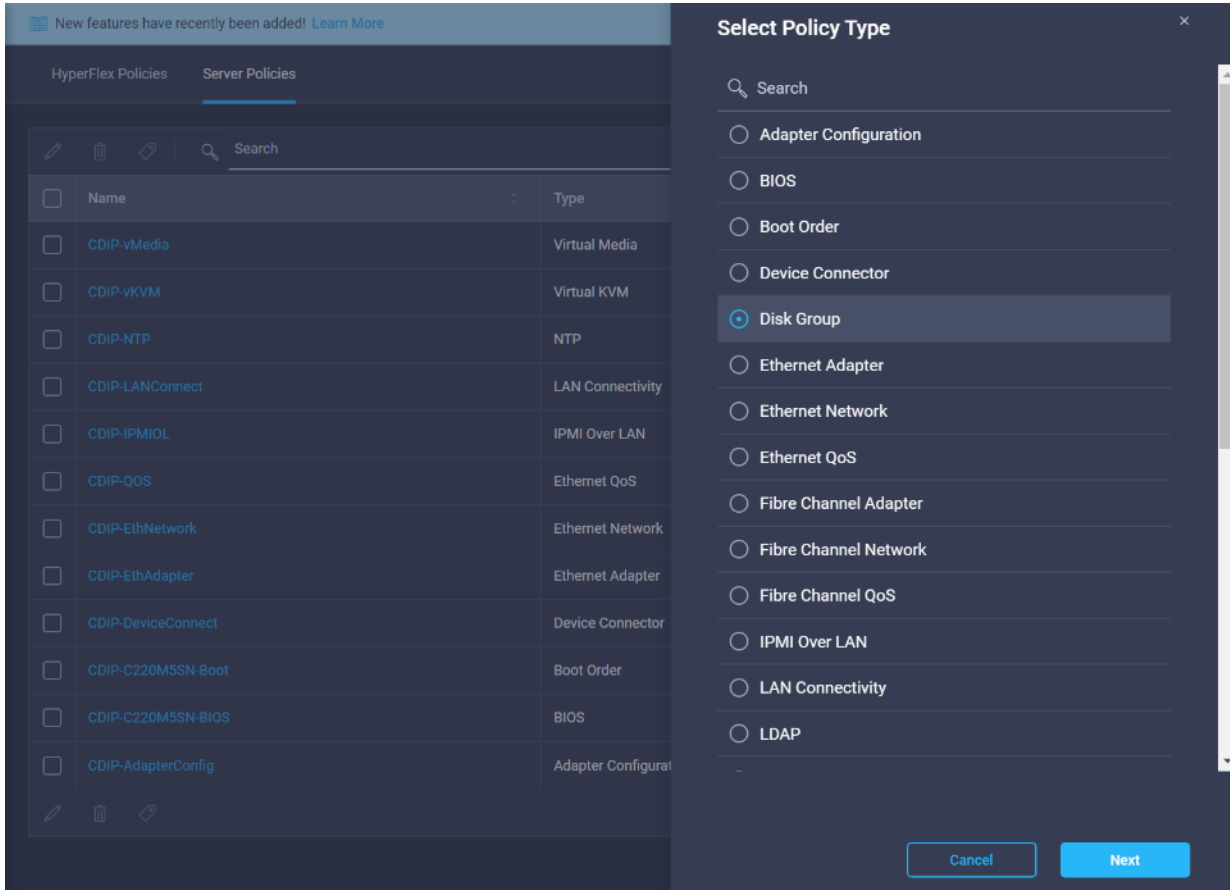 New features have recently been added! Learn More
HyperFlex Policies Server Policies
Search
Name Type
CDIP-vMedia Virtual Media
CDIP-vKVM Virtual KVM
CDIP-NTP NTP
CDIP-LANConnect LAN Connectivity
CDIP-IPMIOL IPMI Over LAN
CDIP-QOS Ethernet QoS
CDIP-EthNetwork Ethernet Network
CDIP-EthAdapter Ethernet Adapter
CDIP-DeviceConnect Device Connector
CDIP-C220M5SN-Boot Boot Order
CDIP-C220M5SN-BIOS BIOS
CDIP-AdapterConfig Adapter Configurat
Select Policy Type
Search
Adapter Configuration
BIOS
Boot Order
Device Connector
Disk Group
Ethernet Adapter
Ethernet Network
Ethernet QoS
Fibre Channel Adapter
Fibre Channel Network
Fibre Channel QoS
IPMI Over LAN
LAN Connectivity
LDAP
Cancel Next